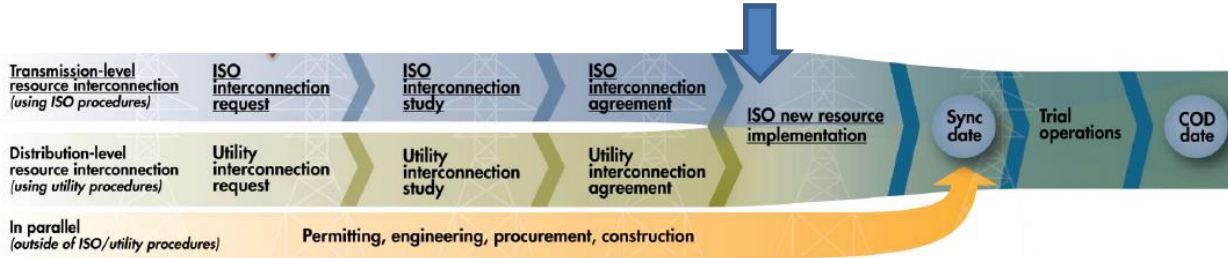 Transmission-level
resource interconnection
(using ISO procedures)
ISO
interconnection
request
ISO
interconnection
study
ISO
interconnection
agreement
ISO new resource
implementation
Sync
date
Trial
operations
COD
date
Distribution-level
resource interconnection
(using utility procedures)
Utility
interconnection
request
Utility
interconnection
study
Utility
interconnection
agreement
In parallel
(outside of ISO/utility procedures)
Permitting, engineering, procurement, construction